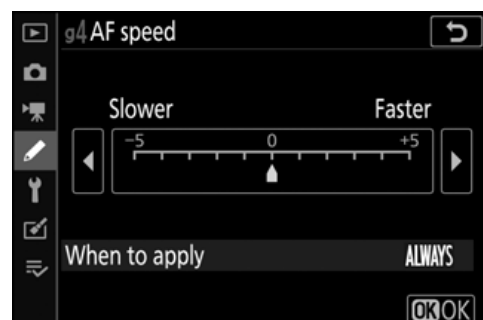 g4 AF speed
Slower Faster
-5 0 +5
When to apply ALWAYS
OK OK